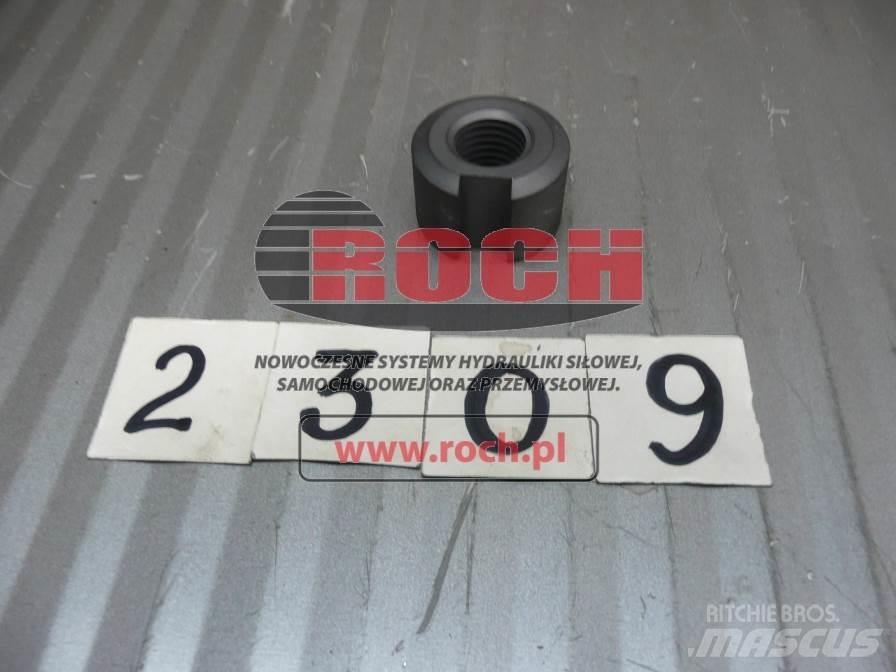 ROCH
2 3 0 9
NOWOCZESNE SYSTEMY HYDRAULIKI SIŁOWEJ,
SAMOCHODOWEJ ORAZ PRZEMYSŁOWEJ.
www.roch.pl
RITCHIE BROS.
MASCUS